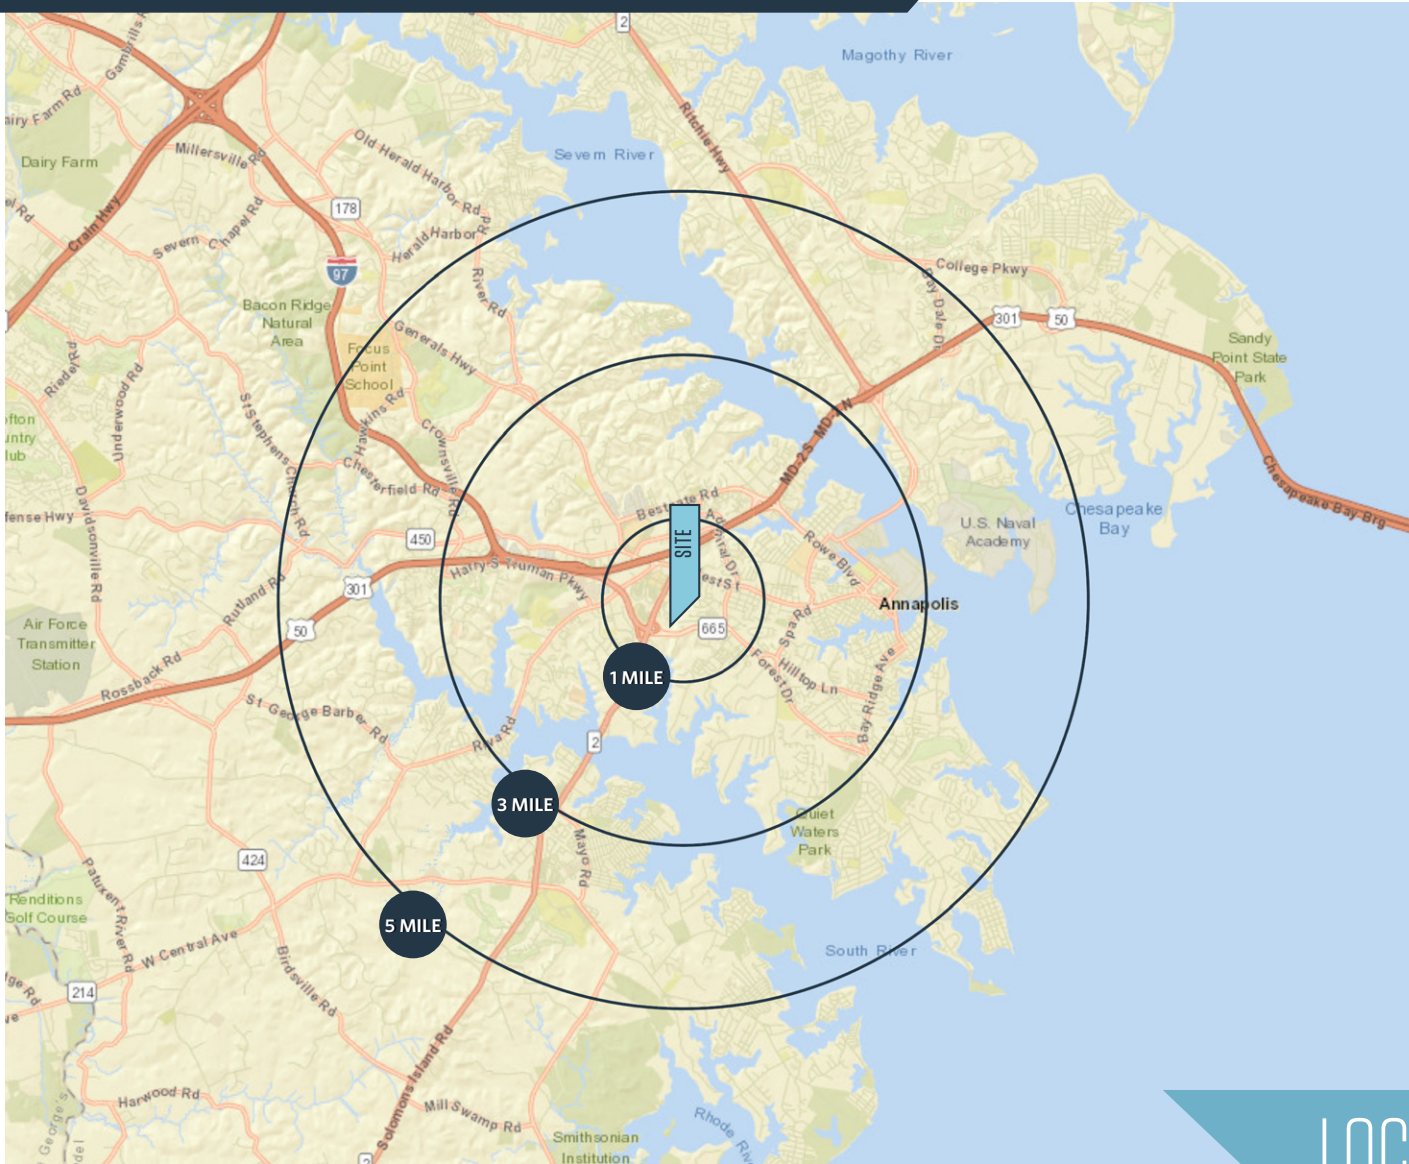 2
Magothy River
Gambrills Rd
Ritchie Hwy
Dairy Farm
Millersville Rd
Old Herald Harbor Rd
Severn River
178
Crain Hwy
Severn Chapel Rd
Herald Harbor Rd
97
River Rd
College Pkwy
Bay Dale Dr
Bacon Ridge
Natural
Area
301
50
Generals Hwy
Focus
Point
School
Sandy
Point State
Park
Riedel Rd
Underwood Rd
St Stephens Church Rd
Hawkins Rd
Crownsville Rd
MD-2 S MD-2 N
Chesterfield Rd
Chesapeake Bay Brg
Davidsonville Rd
Bestgate Rd
Admiral Dr
Chesapeake
Bay
U.S. Naval
Academy
SITE
450
Harry S Truman Pkwy
Rowe Blvd
301
Rutland Rd
Annapolis
50
665
Spa Rd
Air Force
Transmitter
Station
Rossback Rd
1 MILE
Forest Dr
Hilltop Ln
Bay Ridge Ave
St George Barber Rd
Riva Rd
2
3 MILE
Quiet
Waters
Park
Mayo Rd
424
Patuxent River Rd
Renditions
Golf Course
5 MILE
W Central Ave
South River
Birdsville Rd
214
Solomons Island Rd
Harwood Rd
Mill Swamp Rd
Smithsonian
Institution